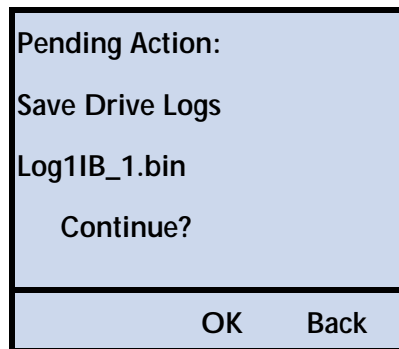 Pending Action:
Save Drive Logs
Log1IB_1.bin
Continue?
OK Back